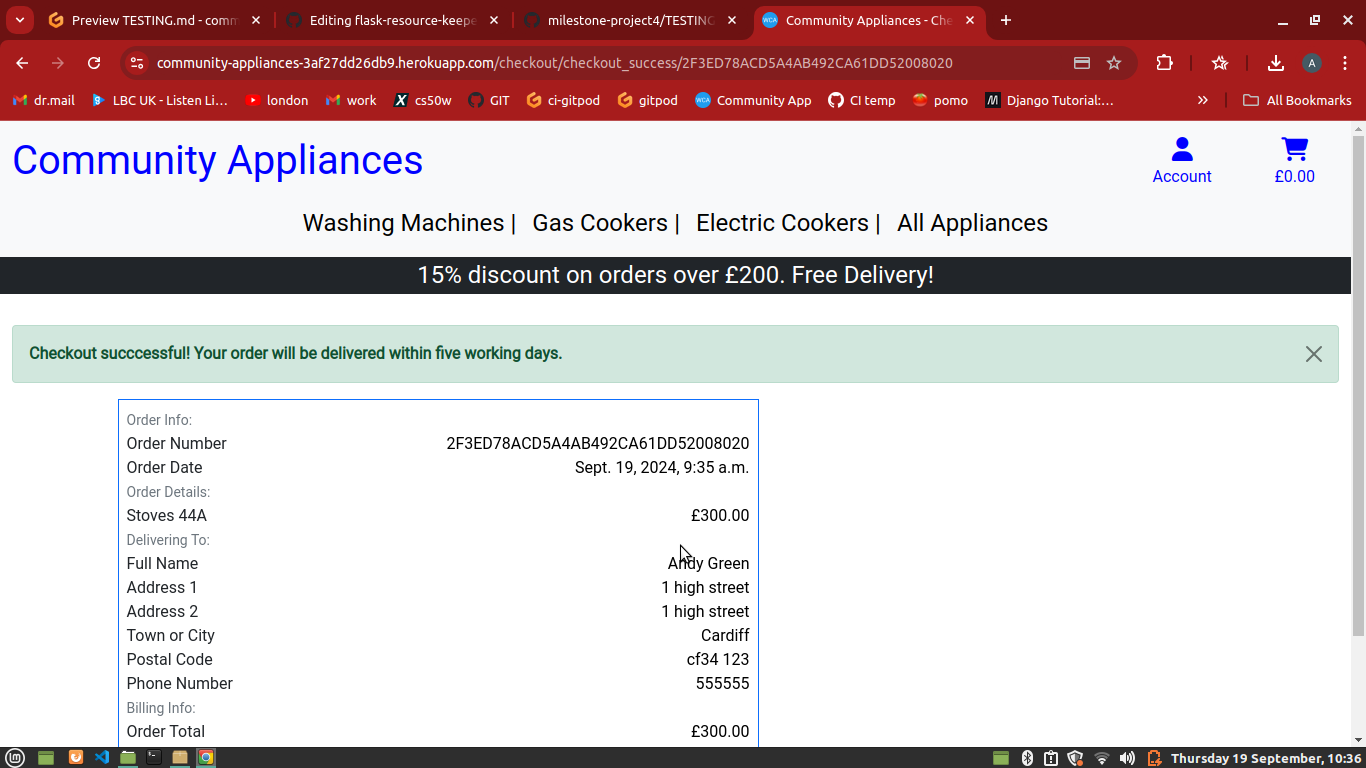 Preview TESTING.md - comm
Editing flask-resource-keepe
milestone-project4/TESTING
WCA Community Appliances - Che
community-appliances-3af27dd26db9.herokuapp.com/checkout/checkout_success/2F3ED78ACD5A4AB492CA61DD52008020
A
dr.mail LBC UK - Listen Li... london work X cs50w GIT ci-gitpod gitpod WCA Community App CI temp pomo M Django Tutorial:... » All Bookmarks
Community Appliances
Account £0.00
Washing Machines | Gas Cookers | Electric Cookers | All Appliances
15% discount on orders over £200. Free Delivery!
Checkout succcessful! Your order will be delivered within five working days.
Order Info:
Order Number 2F3ED78ACD5A4AB492CA61DD52008020
Order Date Sept. 19, 2024, 9:35 a.m.
Order Details:
Stoves 44A £300.00
Delivering To:
Full Name Andy Green
Address 1 1 high street
Address 2 1 high street
Town or City Cardiff
Postal Code cf34 123
Phone Number 555555
Billing Info:
Order Total £300.00
Thursday 19 September, 10:36